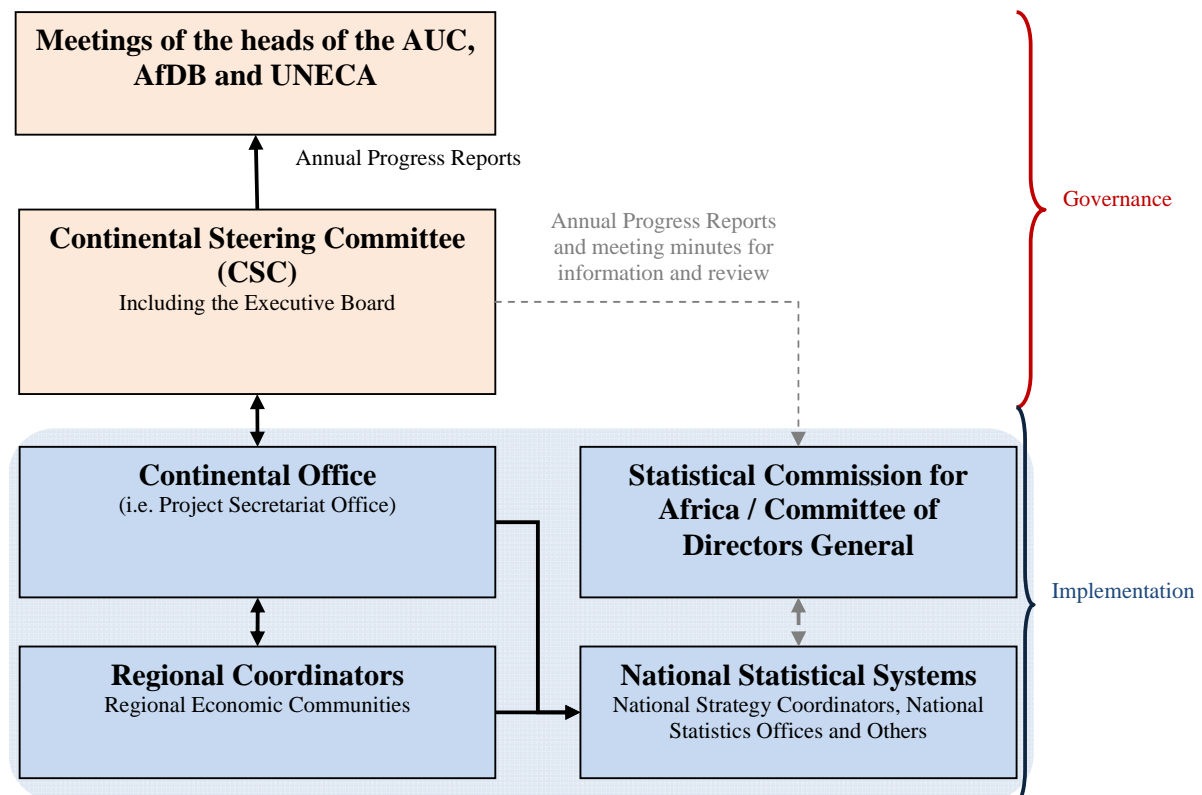 Meetings of the heads of the AUC,
AfDB and UNECA
Annual Progress Reports
Governance
Continental Steering Committee
(CSC)
Including the Executive Board
Annual Progress Reports
and meeting minutes for
information and review
Continental Office
(i.e. Project Secretariat Office)
Statistical Commission for
Africa / Committee of
Directors General
Implementation
Regional Coordinators
Regional Economic Communities
National Statistical Systems
National Strategy Coordinators, National
Statistics Offices and Others